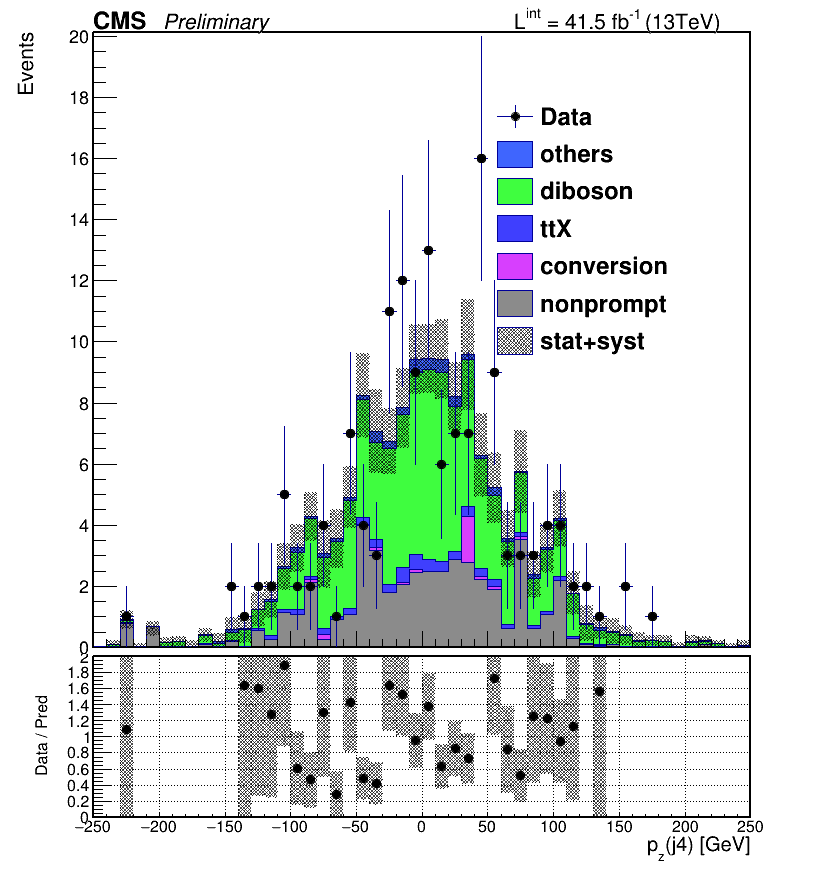 CMS Preliminary L^int = 41.5 fb^-1 (13TeV)
Events
20
18
16
14
12
10
8
6
4
2
0
Data
others
diboson
ttX
conversion
nonprompt
stat+syst
Data / Pred
2
1.8
1.6
1.4
1.2
1
0.8
0.6
0.4
0.2
0
−250 −200 −150 −100 −50 0 50 100 150 200 250
p_z(j4) [GeV]